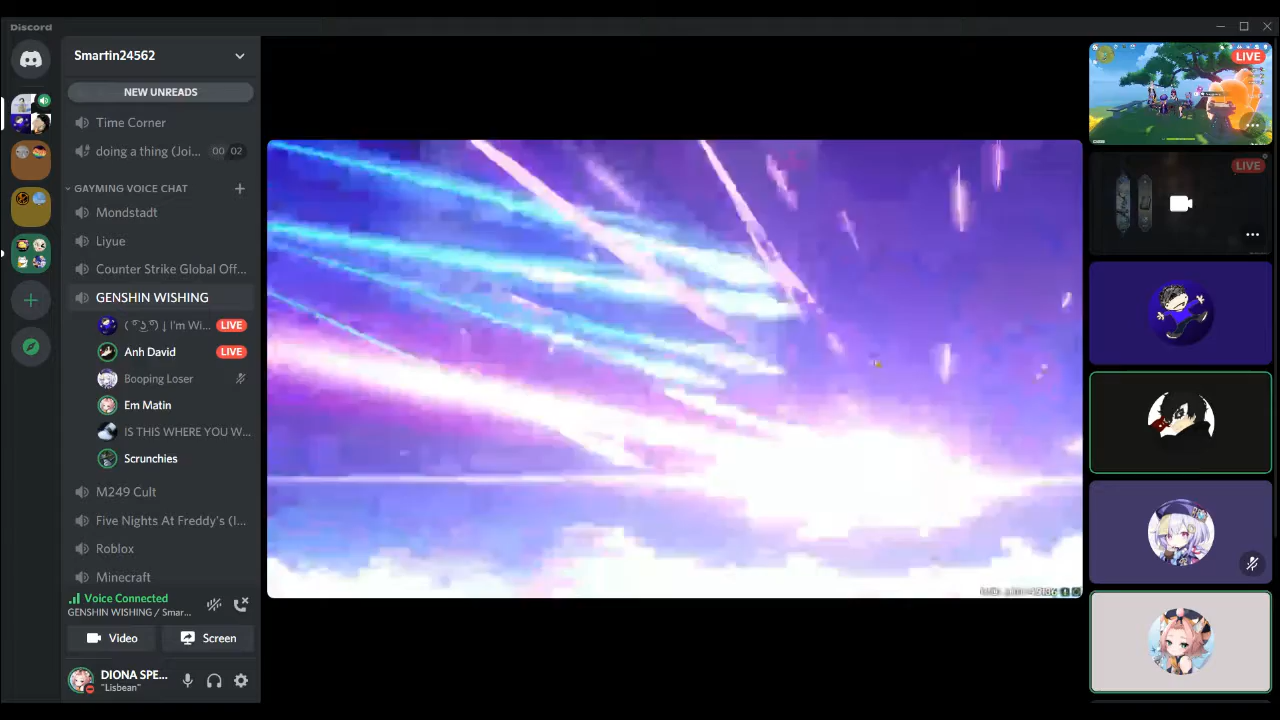 Discord
Smartin24562
NEW UNREADS
Time Corner
doing a thing (Joi... 00 02
GAYMING VOICE CHAT
Mondstadt
Liyue
Counter Strike Global Off...
GENSHIN WISHING
( ͡° ͜ʖ ͡°) ↓ I'm Wi... LIVE
Anh David LIVE
Booping Loser
Em Matin
IS THIS WHERE YOU W...
Scrunchies
M249 Cult
Five Nights At Freddy's (I...
Roblox
Minecraft
Voice Connected
GENSHIN WISHING / Smar...
Video
Screen
DIONA SPE...
"Lisbean"
LIVE
LIVE